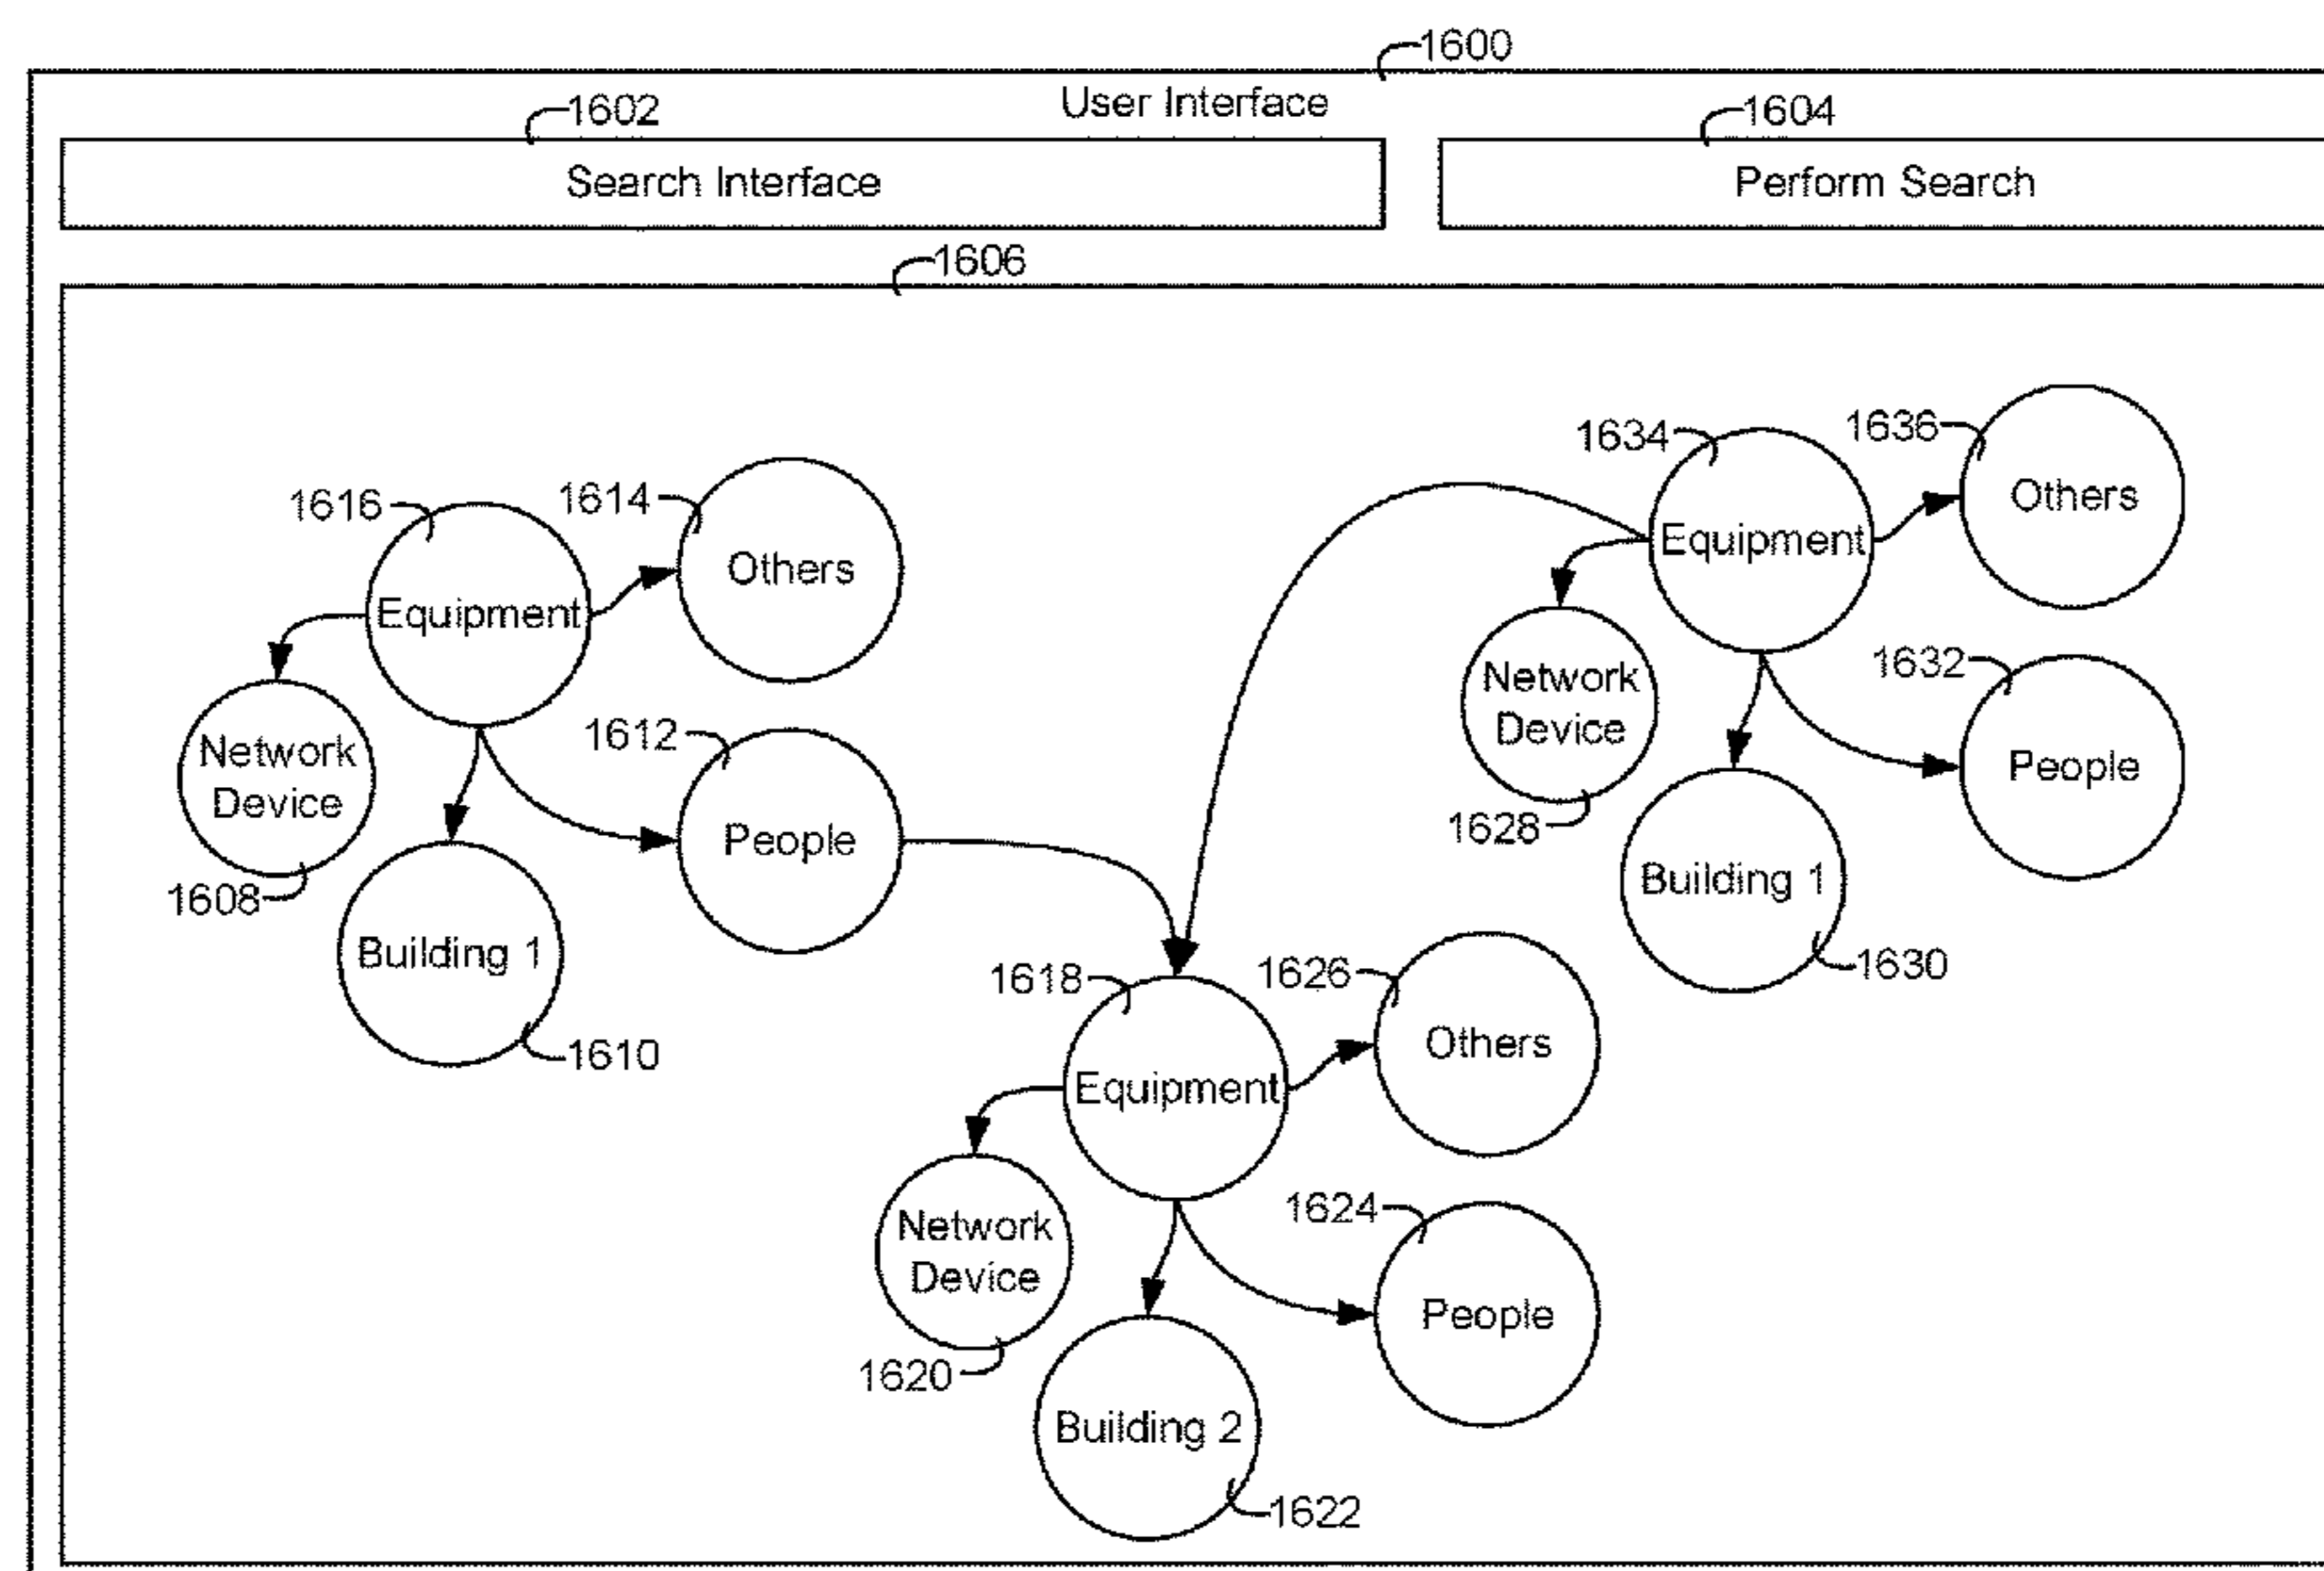 1600
User Interface
1602
1604
Search Interface
Perform Search
1606
1634
1636
Others
1616
1614
Equipment
Others
Equipment
1632
Network
Device
1612
People
Network
Device
1628
People
1608
Building 1
Building 1
1630
1618
1626
1610
Others
Equipment
1624
Network
Device
People
1620
Building 2
1622